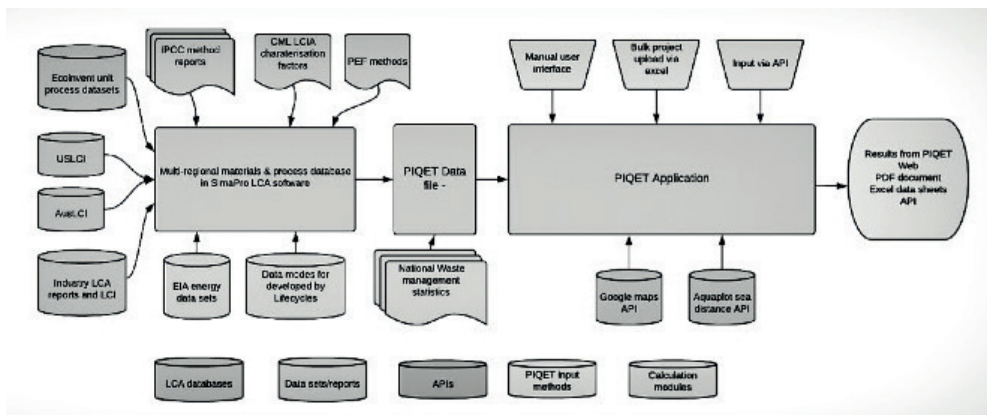 Ecoinvent unit
process datasets
USLCI
AusLCI
Industry LCA
reports and LCI
iPCC method
reports
CML LCIA
charaterisation
factors
PEF methods
Multi-regional materials & process database
in SimaPro LCA software
EIA energy
data sets
Data modes for
developed by
Lifecycles
PIQET Data
file -
National Waste
management
statistics
Manual user
interface
Bulk project
upload via
excel
Input via API
PIQET Application
Google maps
API
Aquaplot sea
distance API
Results from PIQET
Web
PDF document
Excel data sheets
API
LCA databases
Data sets/reports
APIs
PIQET input
methods
Calculation
modules